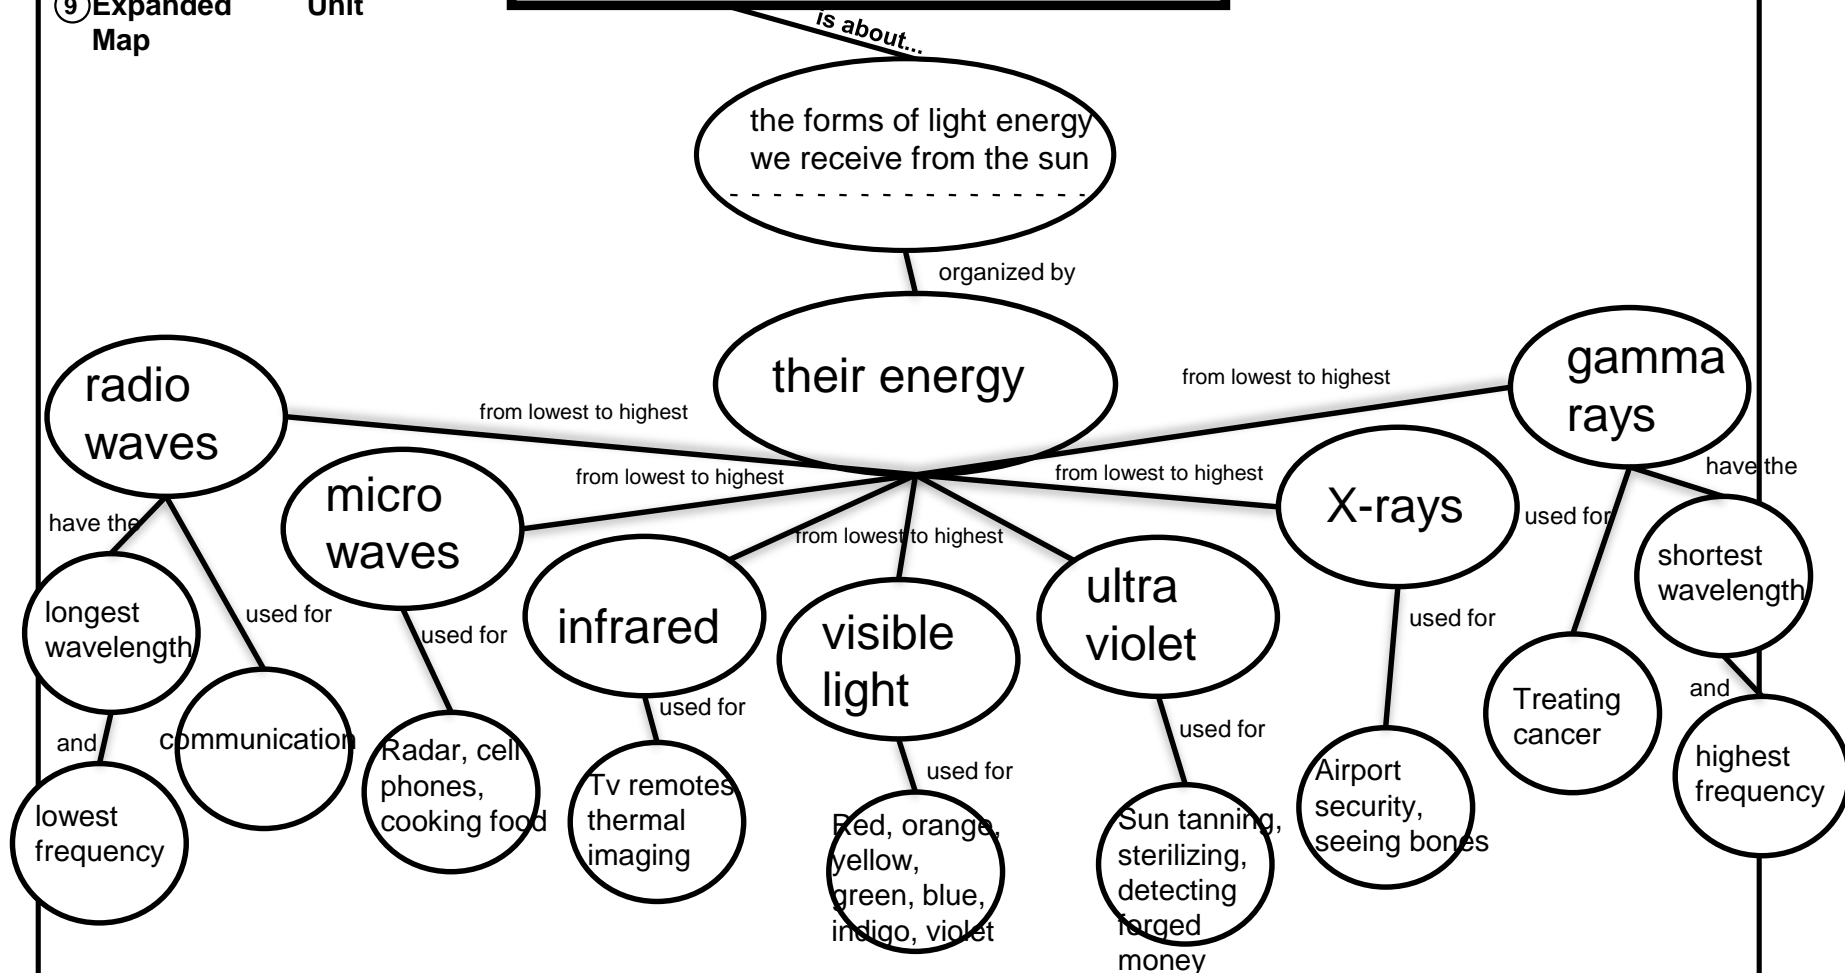 9 Expanded Unit
Map
is about...
the forms of light energy
we receive from the sun
organized by
their energy
from lowest to highest
from lowest to highest
from lowest to highest
from lowest to highest
from lowest to highest
radio
waves
have the
longest
wavelength
and
lowest
frequency
used for
communication
micro
waves
used for
Radar, cell
phones,
cooking food
infrared
used for
Tv remotes
thermal
imaging
visible
light
used for
Red, orange,
yellow,
green, blue,
indigo, violet
ultra
violet
used for
Sun tanning,
sterilizing,
detecting
forged
money
X-rays
used for
Airport
security,
seeing bones
gamma
rays
used for
Treating
cancer
have the
shortest
wavelength
and
highest
frequency